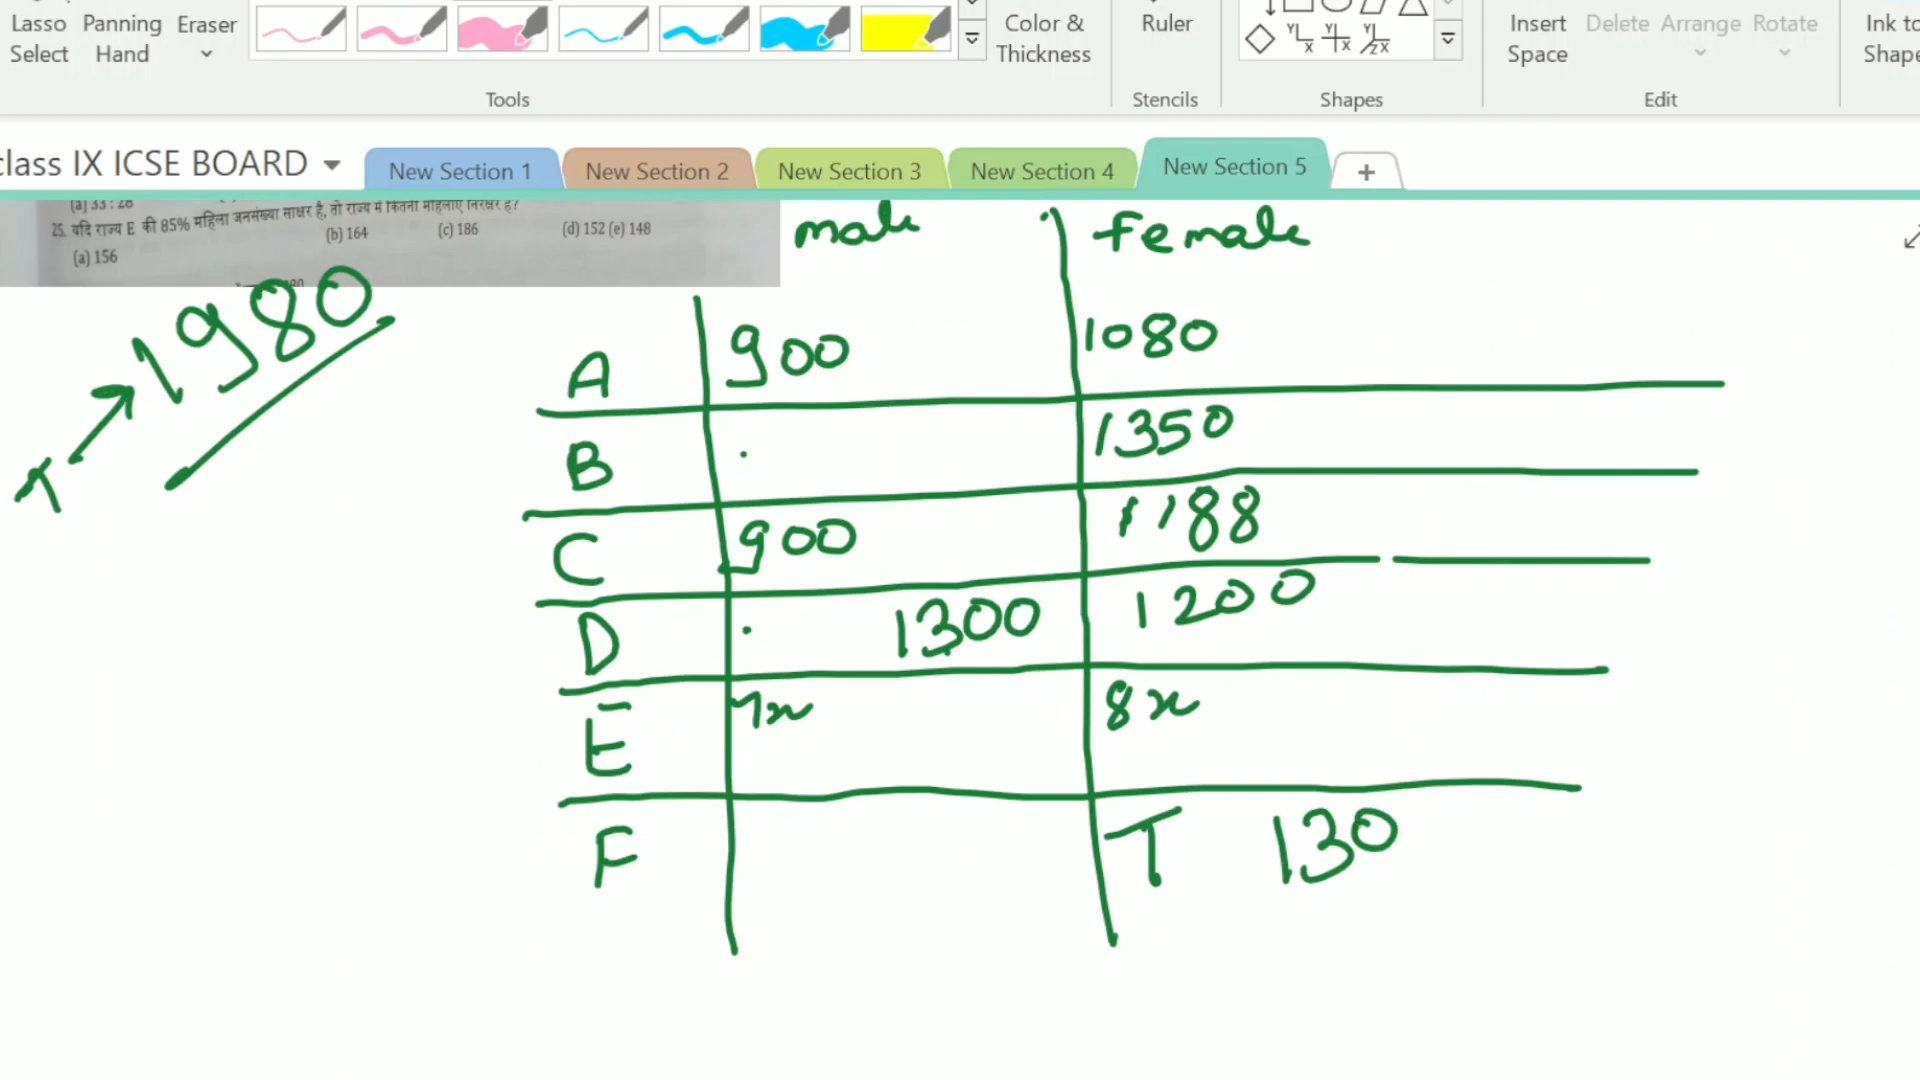 Lasso Select
Panning Hand
Eraser
Color & Thickness
Ruler
Insert Space
Delete
Arrange
Rotate
Ink to
Shape
Tools
Stencils
Shapes
Edit
class IX ICSE BOARD
New Section 1
New Section 2
New Section 3
New Section 4
New Section 5
+
(a) 33 : 28
25. यदि राज्य E की 85% महिला जनसंख्या साक्षर है, तो राज्य में कितनी महिलाएं निरक्षर हैं?
(a) 156 (b) 164 (c) 186 (d) 152 (e) 148
male female
1980
A 900 1080
B 1350
C 900 1188
D 1300 1200
E 7x 8x
F T 130